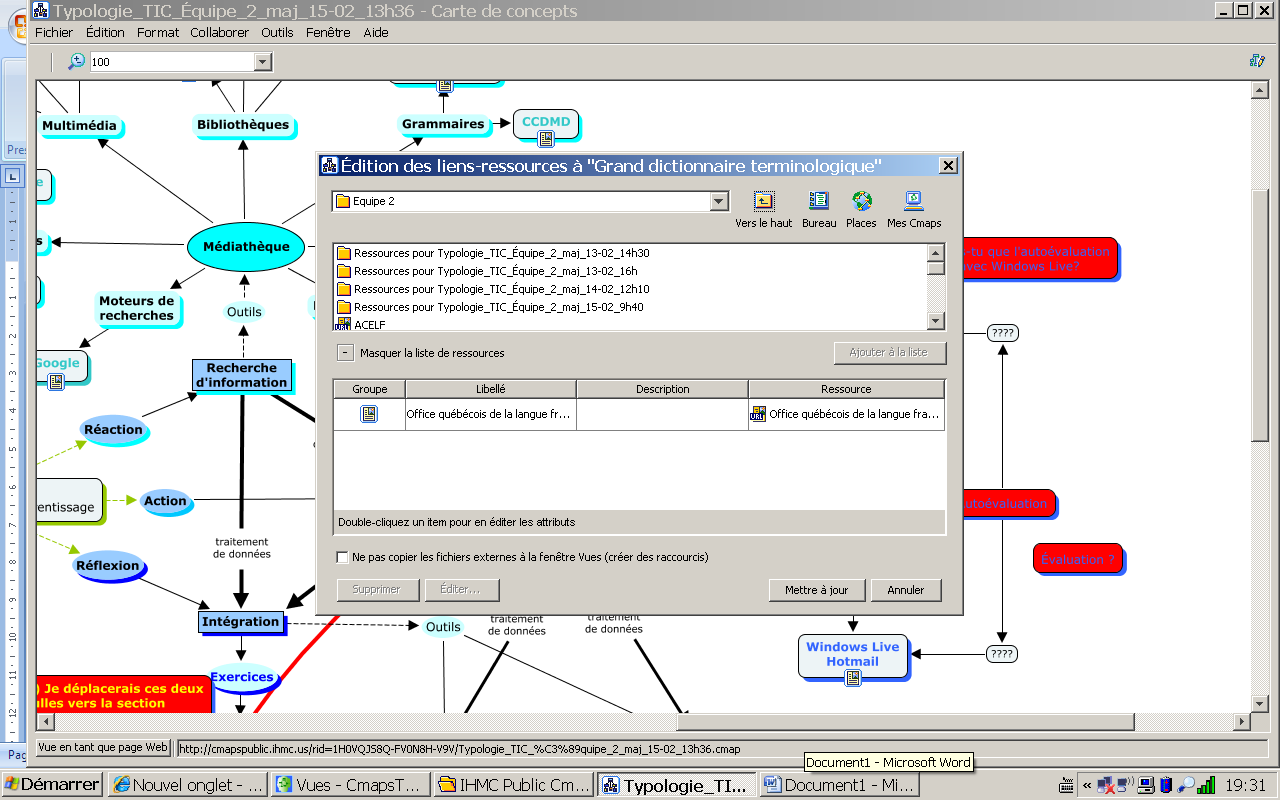 Typologie_TIC_Équipe_2_maj_15-02_13h36 - Carte de concepts
Fichier Édition Format Collaborer Outils Fenêtre Aide
100
Multimédia
Bibliothèques
Grammaires
CCDMD
Médiathèque
Moteurs de
recherches
Outils
Google
Recherche
d'information
Réaction
entissage
Action
traitement
de données
Réflexion
Intégration
Outils
traitement
de données
traitement
de données
Exercices
) Je déplacerais ces deux
ulles vers la section
Édition des liens-ressources à "Grand dictionnaire terminologique"
Equipe 2
Vers le haut Bureau Places Mes Cmaps
Ressources pour Typologie_TIC_Équipe_2_maj_13-02_14h30
Ressources pour Typologie_TIC_Équipe_2_maj_13-02_16h
Ressources pour Typologie_TIC_Équipe_2_maj_14-02_12h10
Ressources pour Typologie_TIC_Équipe_2_maj_15-02_9h40
ACELF
- Masquer la liste de ressources
Ajouter à la liste
Groupe Libellé Description Ressource
Office québécois de la langue fr... Office québécois de la langue fra...
Double-cliquez un item pour en éditer les attributs
Ne pas copier les fichiers externes à la fenêtre Vues (créer des raccourcis)
Supprimer Éditer... Mettre à jour Annuler
s-tu que l'autoévaluation
avec Windows Live?
????
utoévaluation
Évaluation ?
????
Windows Live
Hotmail
Vue en tant que page Web
http://cmapspublic.ihmc.us/rid=1H0VQJ58Q-FV0N8H-V9V/Typologie_TIC_%C3%89quipe_2_maj_15-02_13h36.cmap
Document1 - Microsoft Word
Démarrer Nouvel onglet - ... Vues - CmapsT... IHMC Public Cm... Typologie_TI... Document1 - Mi... 19:31